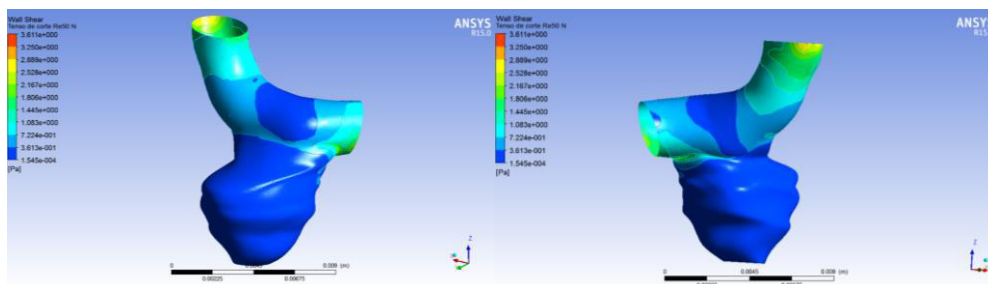 Wall Shear
Tenso de corte Re50 N
3.611e+000
3.250e+000
2.889e+000
2.528e+000
2.167e+000
1.806e+000
1.445e+000
1.083e+000
7.224e-001
3.613e-001
1.545e-004
[Pa]
ANSYS
R15.0
0
0.009 (m)
0.00225
0.00675
Z
Wall Shear
Tenso de corte Re50 N
3.611e+000
3.250e+000
2.889e+000
2.528e+000
2.167e+000
1.806e+000
1.445e+000
1.083e+000
7.224e-001
3.613e-001
1.545e-004
[Pa]
ANSYS
R15
0
0.0045
0.009 (m)
Z